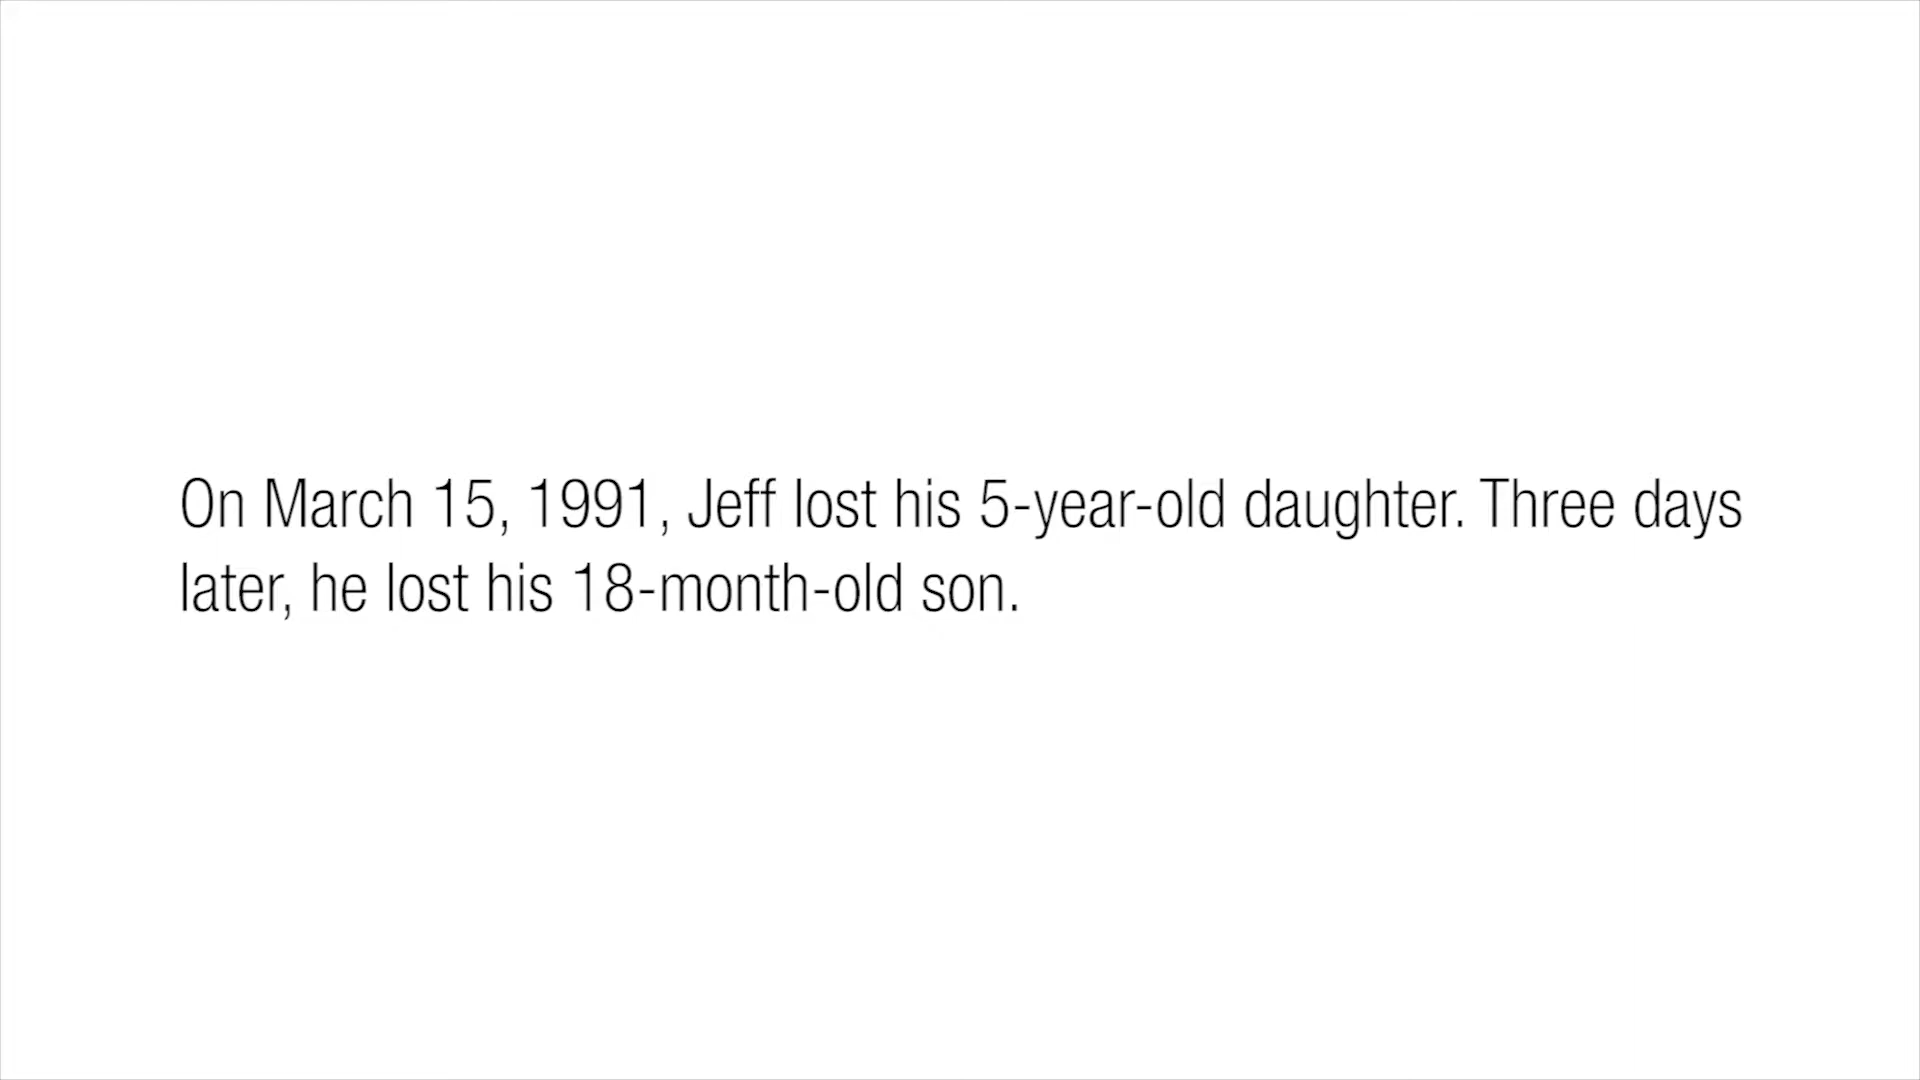 On March 15, 1991, Jeff lost his 5-year-old daughter. Three days
later, he lost his 18-month-old son.